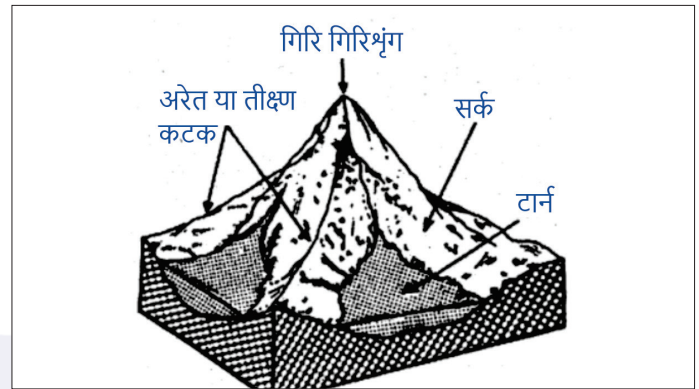 गिरि गिरिशृंग
अरेत या तीक्ष्ण
कटक
सर्क
टार्न